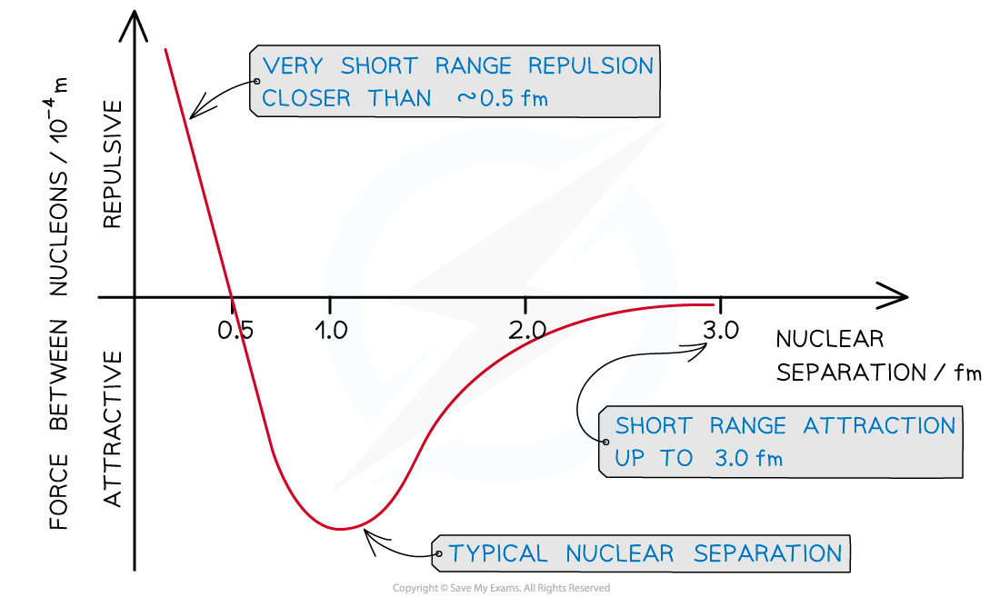 FORCE BETWEEN NUCLEONS / 10⁻⁴ m
REPULSIVE
ATTRACTIVE
VERY SHORT RANGE REPULSION
CLOSER THAN ~0.5 fm
0.5
1.0
2.0
3.0
NUCLEAR
SEPARATION / fm
SHORT RANGE ATTRACTION
UP TO 3.0 fm
TYPICAL NUCLEAR SEPARATION
Copyright © Save My Exams. All Rights Reserved